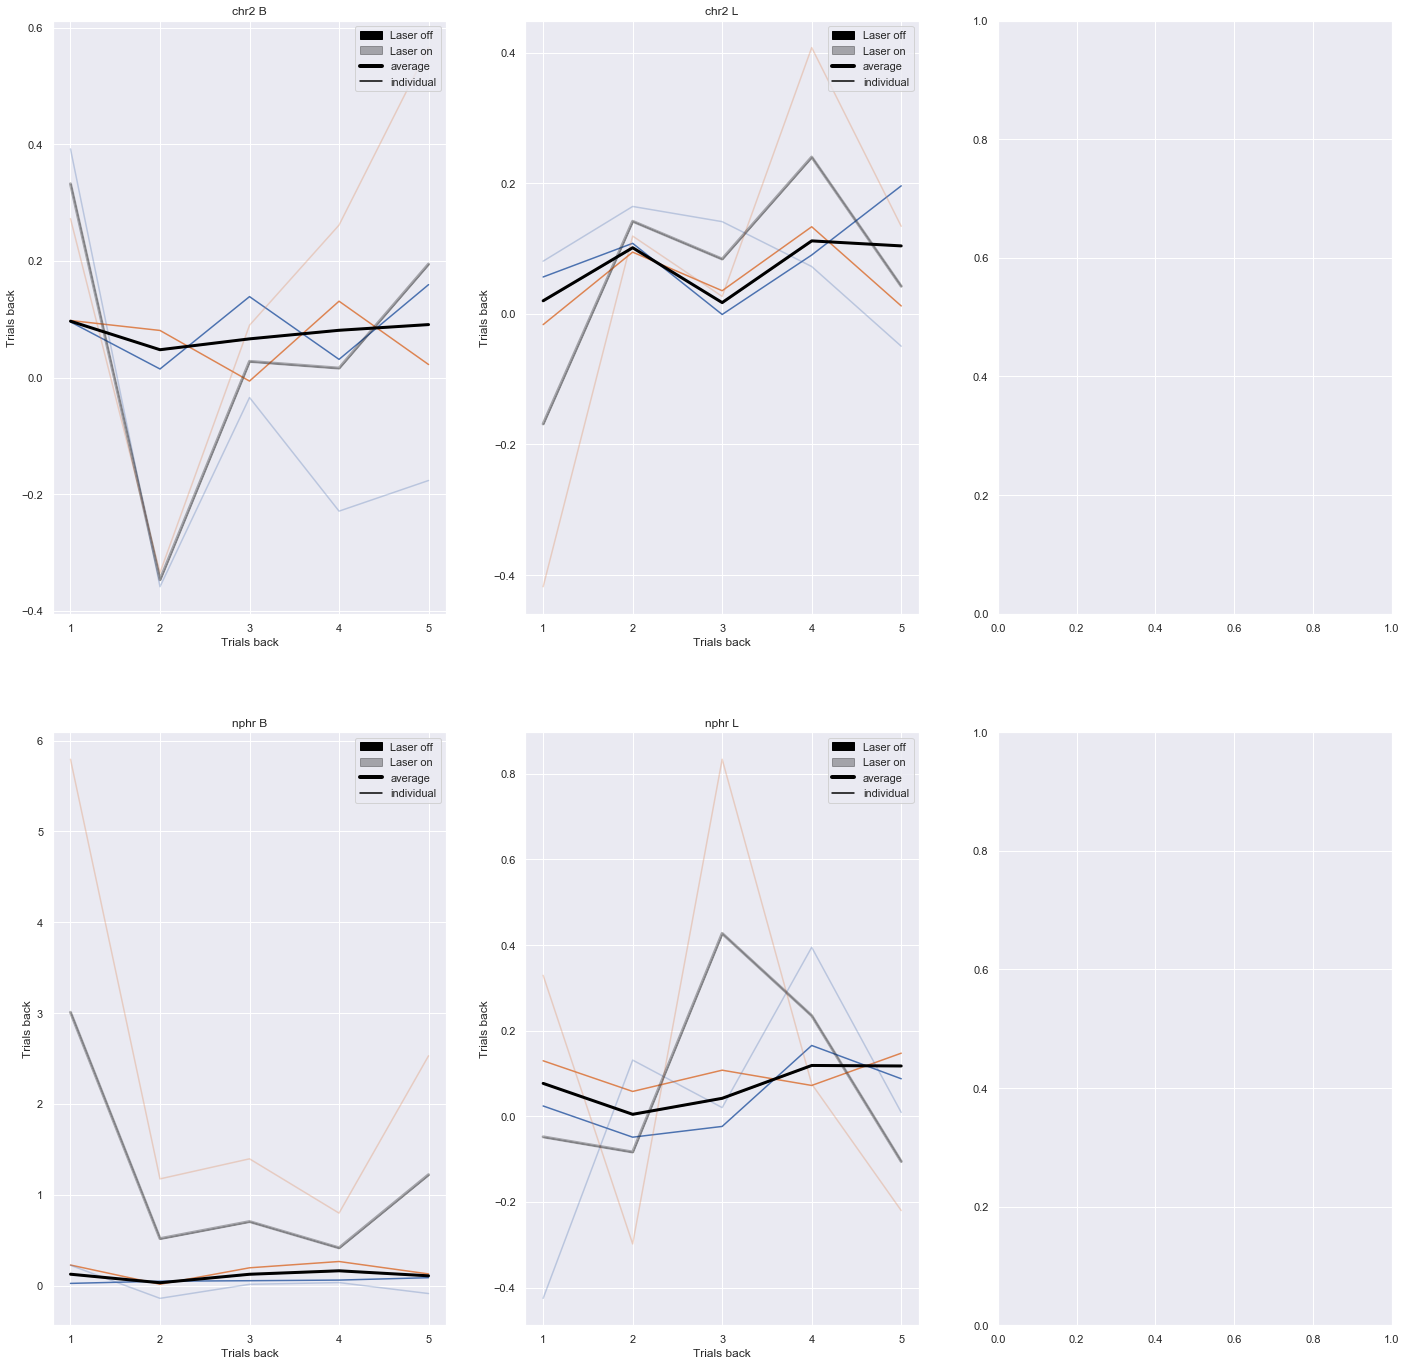 chr2 B
0.6
0.4
0.2
0.0
−0.2
−0.4
Trials back
1 2 3 4 5
Trials back
Laser off
Laser on
average
individual
chr2 L
0.4
0.2
0.0
−0.2
−0.4
Trials back
1 2 3 4 5
Trials back
Laser off
Laser on
average
individual
1.0
0.8
0.6
0.4
0.2
0.0
0.0 0.2 0.4 0.6 0.8 1.0
nphr B
6
5
4
3
2
1
0
Trials back
1 2 3 4 5
Trials back
Laser off
Laser on
average
individual
nphr L
0.8
0.6
0.4
0.2
0.0
−0.2
−0.4
Trials back
1 2 3 4 5
Trials back
Laser off
Laser on
average
individual
1.0
0.8
0.6
0.4
0.2
0.0
0.0 0.2 0.4 0.6 0.8 1.0